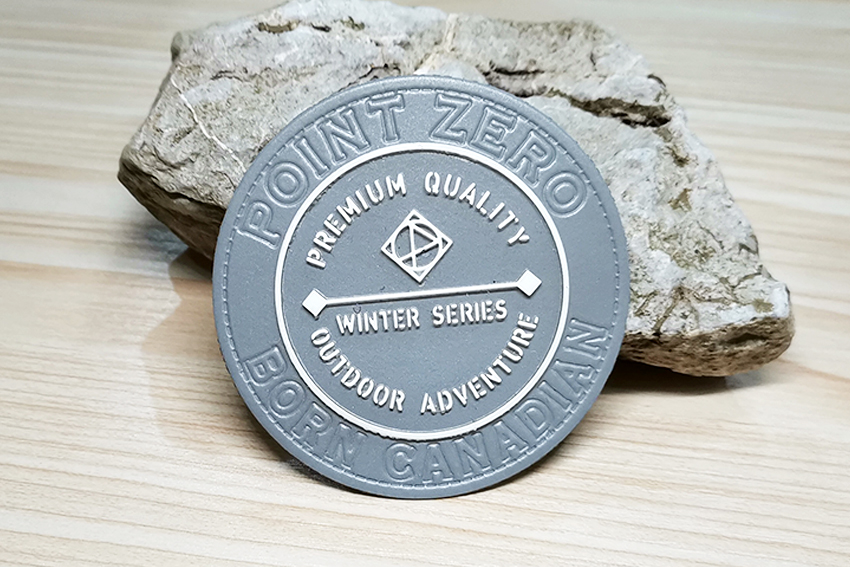 POINT ZERO
PREMIUM QUALITY
WINTER SERIES
OUTDOOR ADVENTURE
BORN CANADIAN